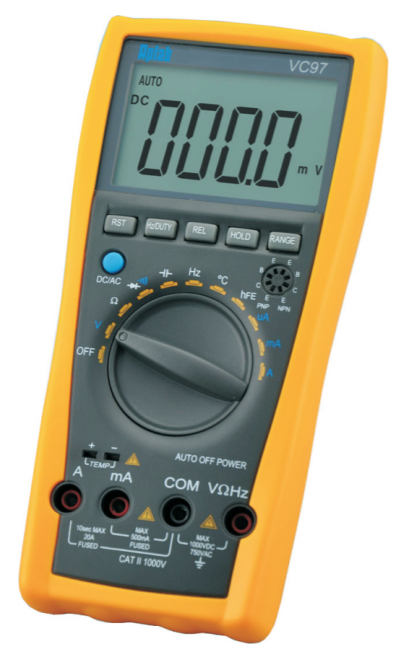 Aptek
VC97
AUTO
DC
000.0
m V
RST
Hz/DUTY
REL
HOLD
RANGE
DC/AC
Hz
°C
hFE
Ω
V
OFF
uA
mA
A
E E
B B
C C
E E
PNP NPN
+ −
TEMP
AUTO OFF POWER
A
mA
COM
VΩHz
10sec MAX
20A
FUSED
MAX
500mA
FUSED
MAX
1000VDC
750VAC
CAT II 1000V